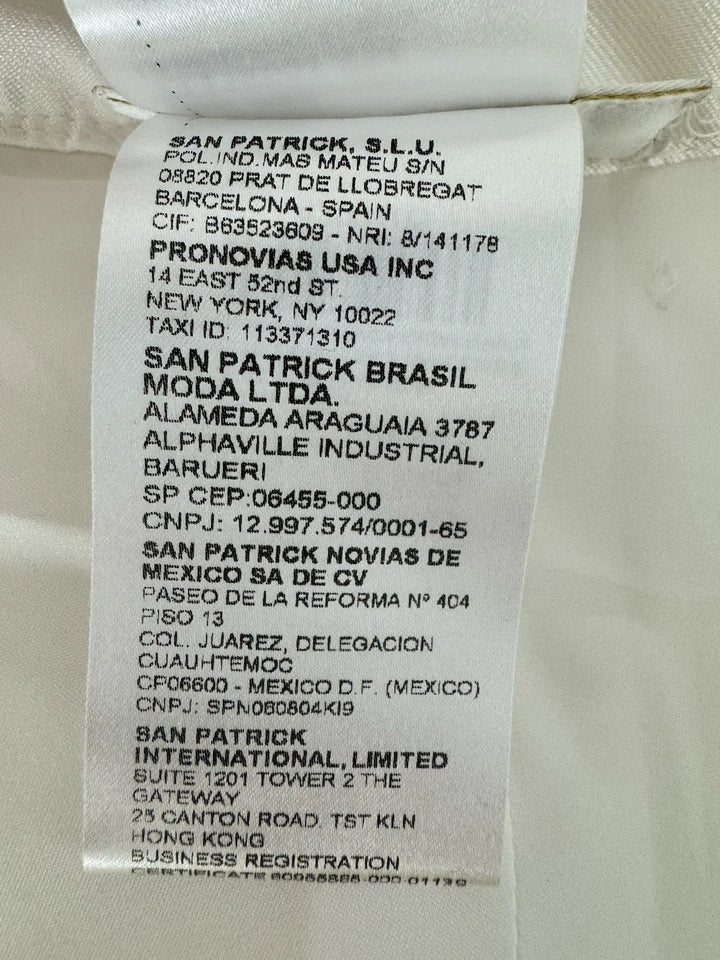 SAN PATRICK, S.L.U.
POL.IND.MAS MATEU S/N
08820 PRAT DE LLOBREGAT
BARCELONA - SPAIN
CIF: B63523609 - NRI: 8/141178
PRONOVIAS USA INC
14 EAST 52nd ST.
NEW YORK, NY 10022
TAXI ID: 113371310
SAN PATRICK BRASIL
MODA LTDA.
ALAMEDA ARAGUAIA 3787
ALPHAVILLE INDUSTRIAL,
BARUERI
SP CEP:06455-000
CNPJ: 12.997.574/0001-65
SAN PATRICK NOVIAS DE
MEXICO SA DE CV
PASEO DE LA REFORMA Nº 404
PISO 13
COL. JUAREZ, DELEGACION
CUAUHTEMOC
CP06600 - MEXICO D.F. (MEXICO)
CNPJ: SPN060804KI9
SAN PATRICK
INTERNATIONAL, LIMITED
SUITE 1201 TOWER 2 THE
GATEWAY
25 CANTON ROAD. TST KLN
HONG KONG
BUSINESS REGISTRATION
CERTIFICATE